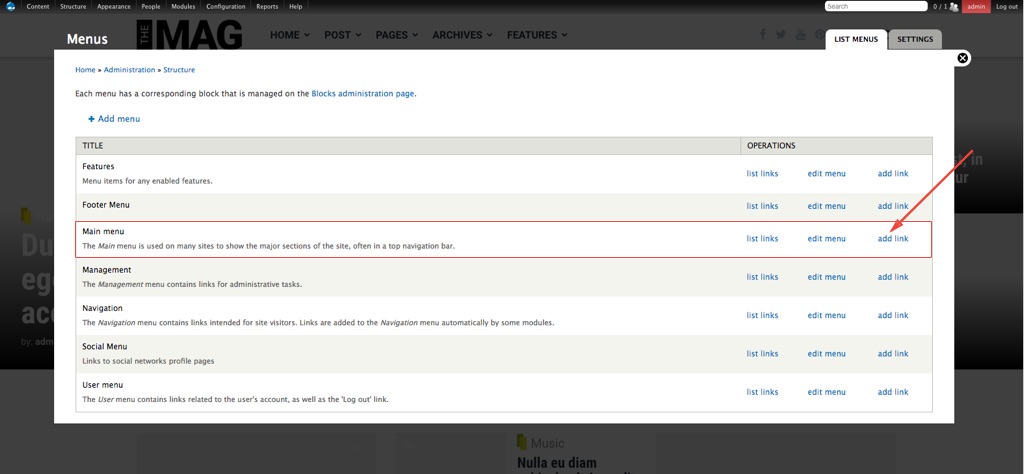 Content Structure Appearance People Modules Configuration Reports Help Search 0 / 1 admin Log out
Menus THE MAG HOME POST PAGES ARCHIVES FEATURES LIST MENUS SETTINGS
Home » Administration » Structure
Each menu has a corresponding block that is managed on the Blocks administration page.
+ Add menu
TITLE OPERATIONS
Features
Menu items for any enabled features.
list links edit menu add link
Footer Menu list links edit menu add link
Main menu
The Main menu is used on many sites to show the major sections of the site, often in a top navigation bar.
list links edit menu add link
Management
The Management menu contains links for administrative tasks.
list links edit menu add link
Navigation
The Navigation menu contains links intended for site visitors. Links are added to the Navigation menu automatically by some modules.
list links edit menu add link
Social Menu
Links to social networks profile pages
list links edit menu add link
User menu
The User menu contains links related to the user's account, as well as the 'Log out' link.
list links edit menu add link
by:
Music
Nulla eu diam